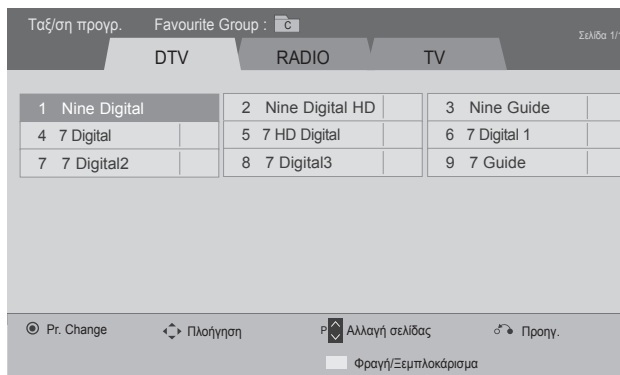 Ταξ/ση προγρ. Favourite Group : C
Σελίδα 1/1
DTV RADIO TV
1 Nine Digital 2 Nine Digital HD 3 Nine Guide
4 7 Digital 5 7 HD Digital 6 7 Digital 1
7 7 Digital2 8 7 Digital3 9 7 Guide
Pr. Change Πλοήγηση P Αλλαγή σελίδας Προηγ.
Φραγή/Ξεμπλοκάρισμα